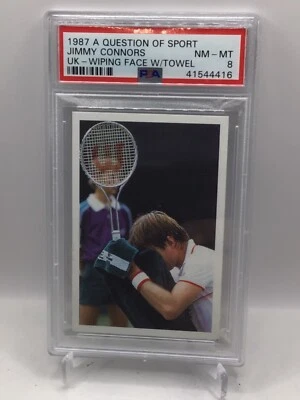 1987 A QUESTION OF SPORT
JIMMY CONNORS NM-MT
UK-WIPING FACE W/TOWEL 8
PSA 41544416